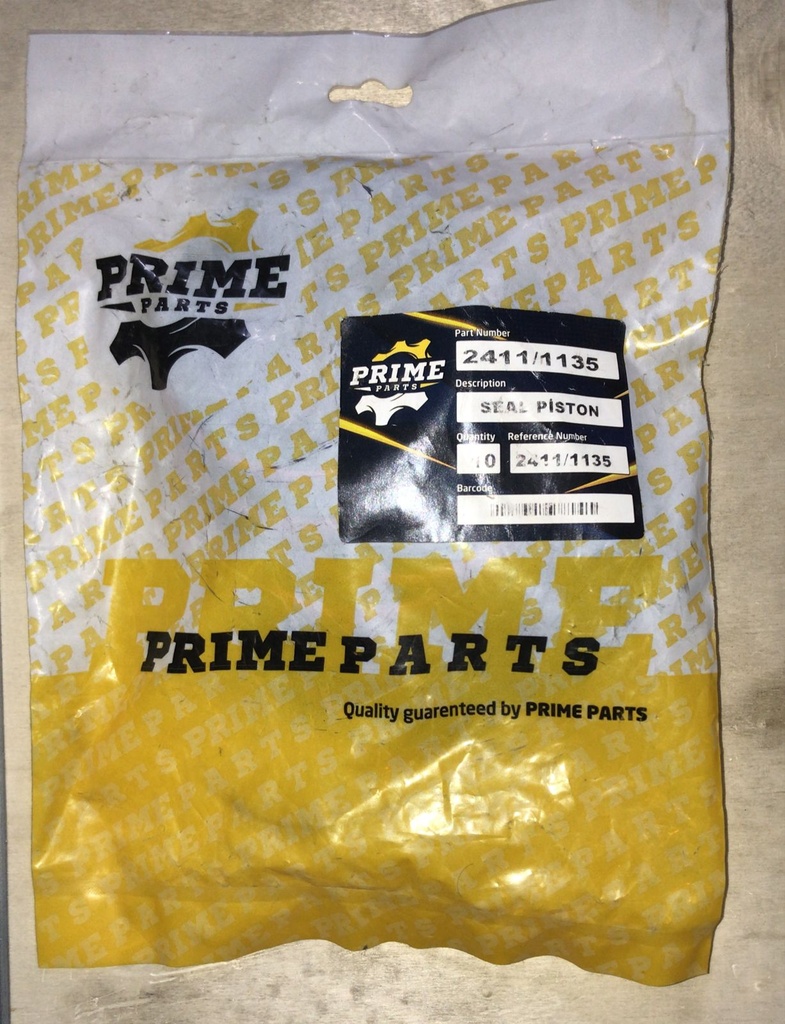 PRIME
PARTS
PRIME
PARTS
Part Number
2411/1135
Description
SEAL PİSTON
Quantity
10
Reference Number
2411/1135
Barcode
PRIME
PRIME PARTS
Quality guarenteed by PRIME PARTS